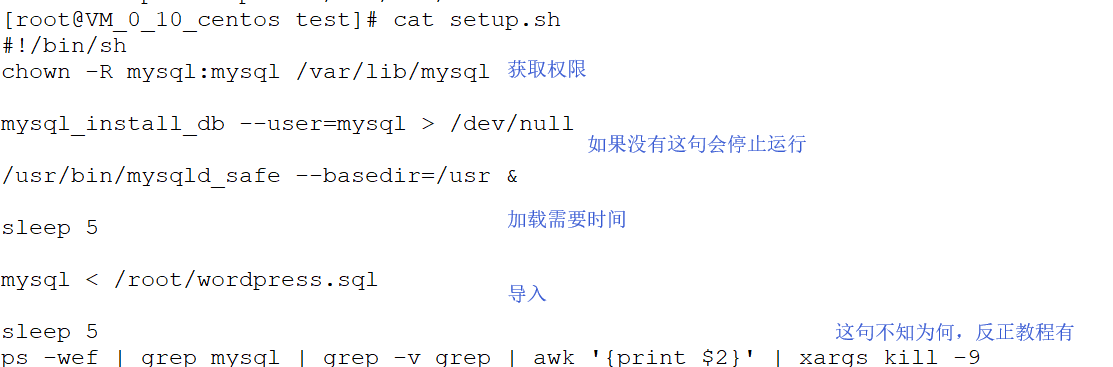 [root@VM_0_10_centos test]# cat setup.sh
#!/bin/sh
chown -R mysql:mysql /var/lib/mysql 获取权限
mysql_install_db --user=mysql > /dev/null
如果没有这句会停止运行
/usr/bin/mysqld_safe --basedir=/usr &
加载需要时间
sleep 5
mysql < /root/wordpress.sql
导入
sleep 5 这句不知为何，反正教程有
ps -wef | grep mysql | grep -v grep | awk '{print $2}' | xargs kill -9